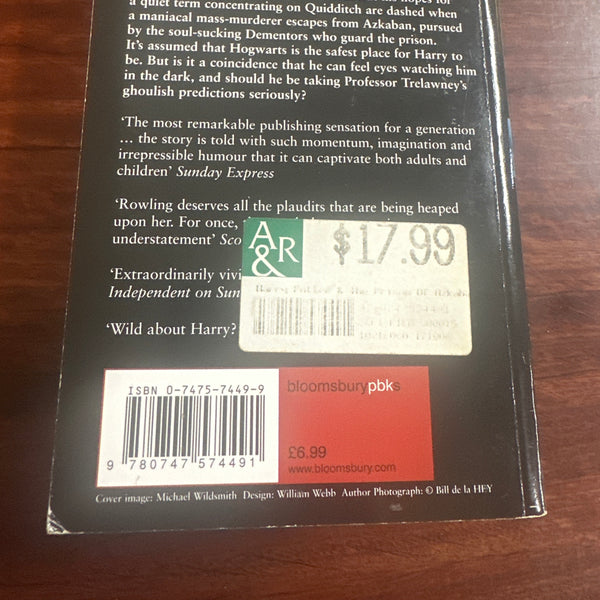 a quiet term concentrating on Quidditch are dashed when
a maniacal mass-murderer escapes from Azkaban, pursued
by the soul-sucking Dementors who guard the prison.
It's assumed that Hogwarts is the safest place for Harry to
be. But is it a coincidence that he can feel eyes watching him
in the dark, and should he be taking Professor Trelawney's
ghoulish predictions seriously?
'The most remarkable publishing sensation for a generation
... the story is told with such momentum, imagination and
irrepressible humour that it can captivate both adults and
children' Sunday Express
'Rowling deserves all the plaudits that are being heaped
upon her. For once,
understatement' Sco
'Extraordinarily vivi
Independent on Sun
'Wild about Harry?
A&R
$17.99
Harry Potter & The Prison Of Azkab
ISBN 0-7475-7449-9
9 780747 574491
bloomsburypbks
£6.99
www.bloomsbury.com
Cover image: Michael Wildsmith Design: William Webb Author Photograph: © Bill de la HEY